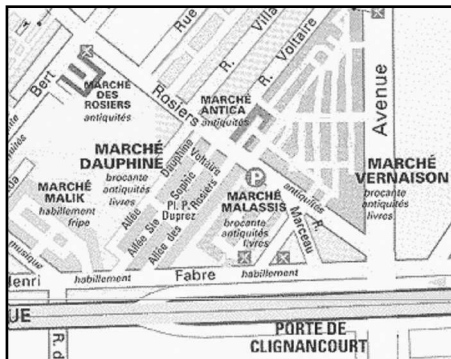 Rue
R. Villa
R. Voltaire
Avenue
Bert
MARCHÉ
DES
ROSIERS
antiquités
Rosiers
MARCHÉ
ANTICA
antiquités
MARCHÉ
DAUPHINE
brocante
antiquités
livres
Dauphine
Voltaire
Allée
Allée Ste Sophie
Pl. P.
Duprez
Allée des Rosiers
P
MARCHÉ
MALASSIS
brocante
antiquités
livres
antiquités
R. Marceau
MARCHÉ
VERNAISON
brocante
antiquités
livres
MARCHÉ
MALIK
habillement
fripe
musique
habillement
Fabre
habillement
Henri
UE
R. d
PORTE DE
CLIGNANCOURT